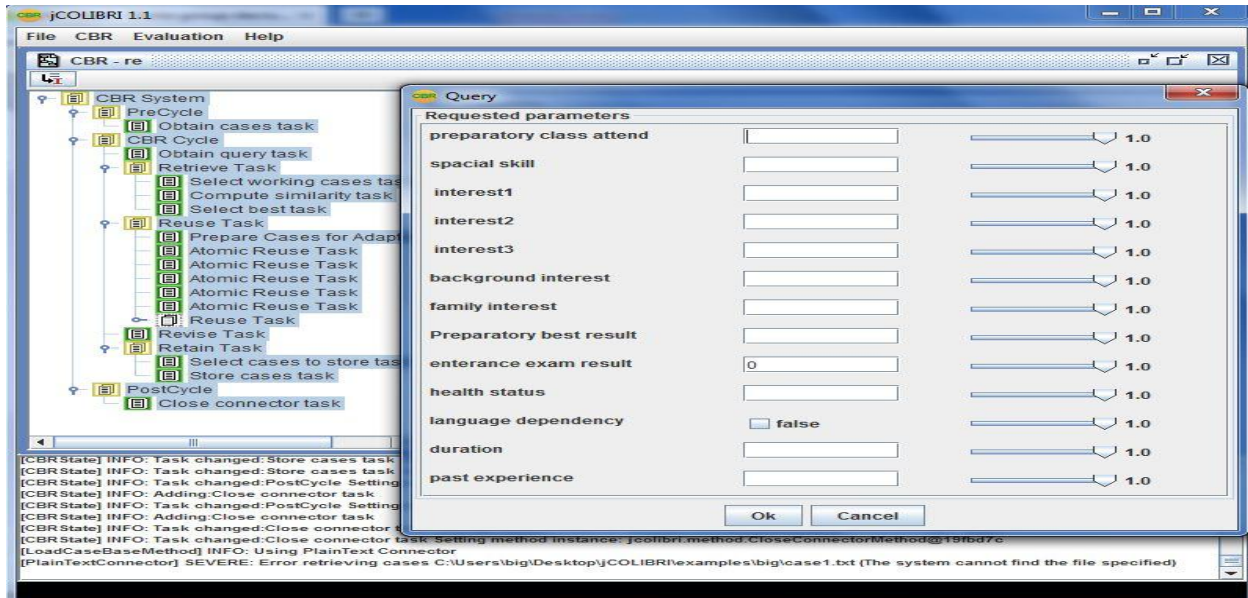 CBR jCOLIBRI 1.1
File CBR Evaluation Help
CBR - re
CBR System
PreCycle
Obtain cases task
CBR Cycle
Obtain query task
Retrieve Task
Select working cases tas
Compute similarity task
Select best task
Reuse Task
Prepare Cases for Adapt
Atomic Reuse Task
Atomic Reuse Task
Atomic Reuse Task
Atomic Reuse Task
Atomic Reuse Task
Reuse Task
Revise Task
Retain Task
Select cases to store tas
Store cases task
PostCycle
Close connector task
CBR Query
Requested parameters
preparatory class attend 1.0
spacial skill 1.0
interest1 1.0
interest2 1.0
interest3 1.0
background interest 1.0
family interest 1.0
Preparatory best result 1.0
enterance exam result 0 1.0
health status 1.0
language dependency false 1.0
duration 1.0
past experience 1.0
Ok Cancel
[CBRState] INFO: Task changed:Store cases task
[CBRState] INFO: Task changed:Store cases task
[CBRState] INFO: Task changed:PostCycle Setting
[CBRState] INFO: Adding:Close connector task
[CBRState] INFO: Task changed:PostCycle Setting
[CBRState] INFO: Adding:Close connector task
[CBRState] INFO: Task changed:Close connector t
[CBRState] INFO: Task changed:Close connector task Setting method instance: jcolibri.method.CloseConnectorMethod@19fbd7c
[LoadCaseBaseMethod] INFO: Using PlainText Connector
[PlainTextConnector] SEVERE: Error retrieving cases C:\Users\big\Desktop\jCOLIBRI\examples\big\case1.txt (The system cannot find the file specified)